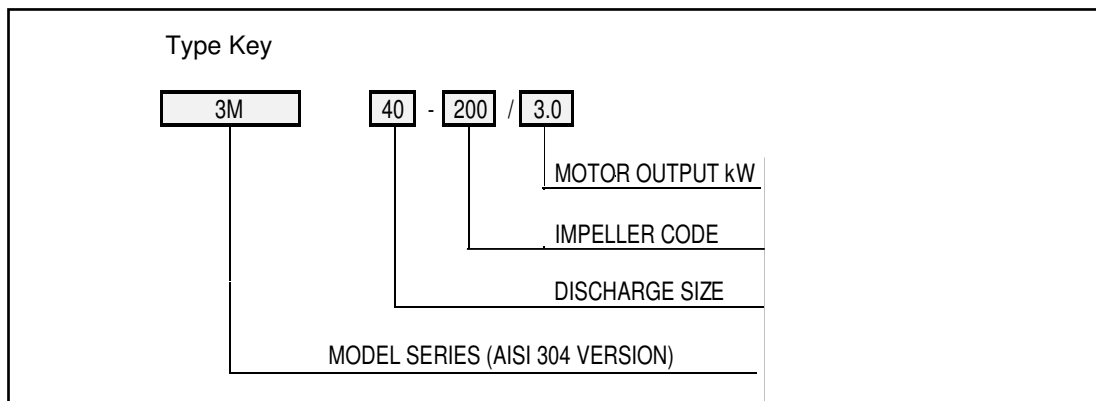 Type Key
3M 40 - 200 / 3.0
MOTOR OUTPUT kW
IMPELLER CODE
DISCHARGE SIZE
MODEL SERIES (AISI 304 VERSION)